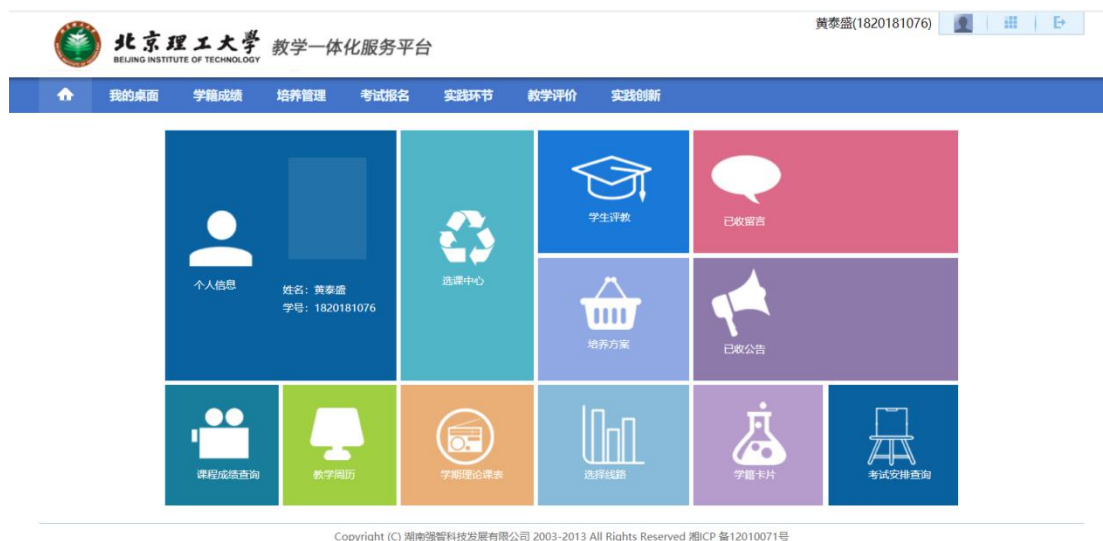 黄泰盛(1820181076)
北京理工大学 教学一体化服务平台
BEIJING INSTITUTE OF TECHNOLOGY
我的桌面 学籍成绩 培养管理 考试报名 实践环节 教学评价 实践创新
学生评教
已收留言
个人信息
选课中心
姓名：黄泰盛
学号：1820181076
培养方案
已收公告
课程成绩查询
教学周历
学期理论课表
选择线路
学籍卡片
考试安排查询
Copyright (C) 湖南强智科技发展有限公司 2003-2013 All Rights Reserved 湘ICP 备12010071号